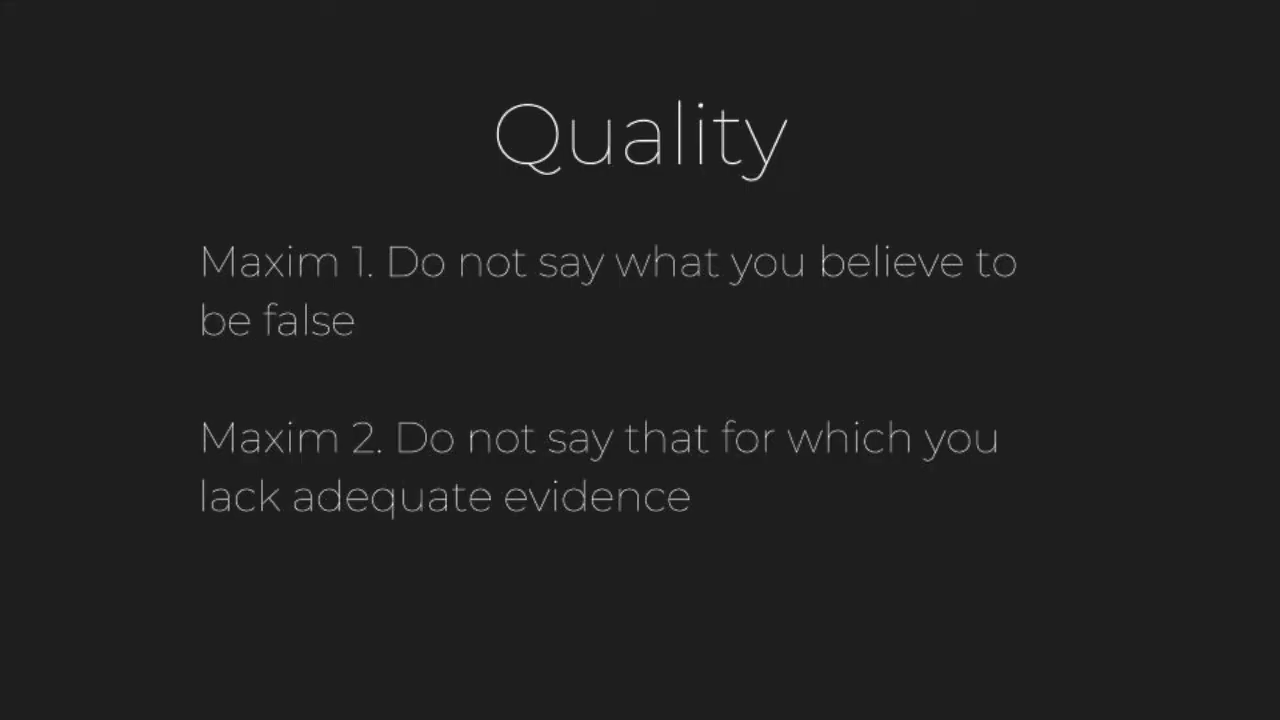 Quality
Maxim 1. Do not say what you believe to
be false
Maxim 2. Do not say that for which you
lack adequate evidence